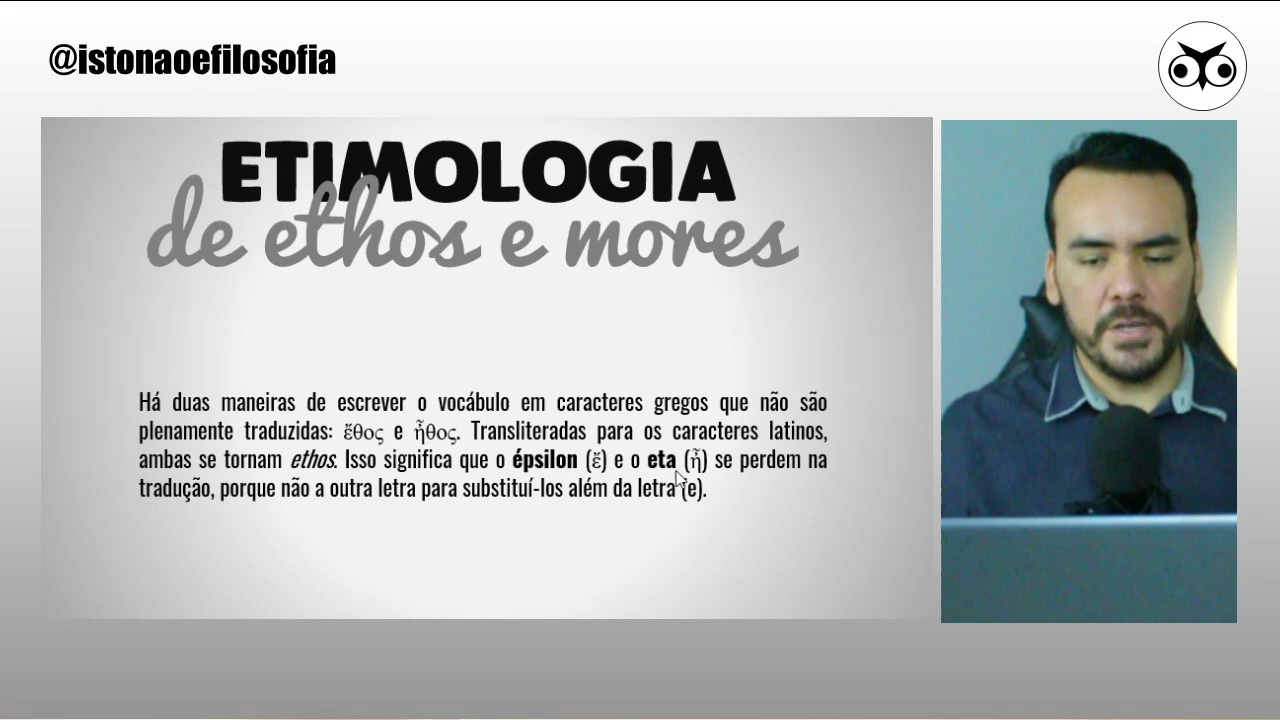 @istonaoefilosofia
ETIMOLOGIA
de ethos e mores
Há duas maneiras de escrever o vocábulo em caracteres gregos que não são
plenamente traduzidas: ἔθος e ἦθος. Transliteradas para os caracteres latinos,
ambas se tornam ethos. Isso significa que o épsilon (ἔ) e o eta (ἦ) se perdem na
tradução, porque não a outra letra para substituí-los além da letra (e).